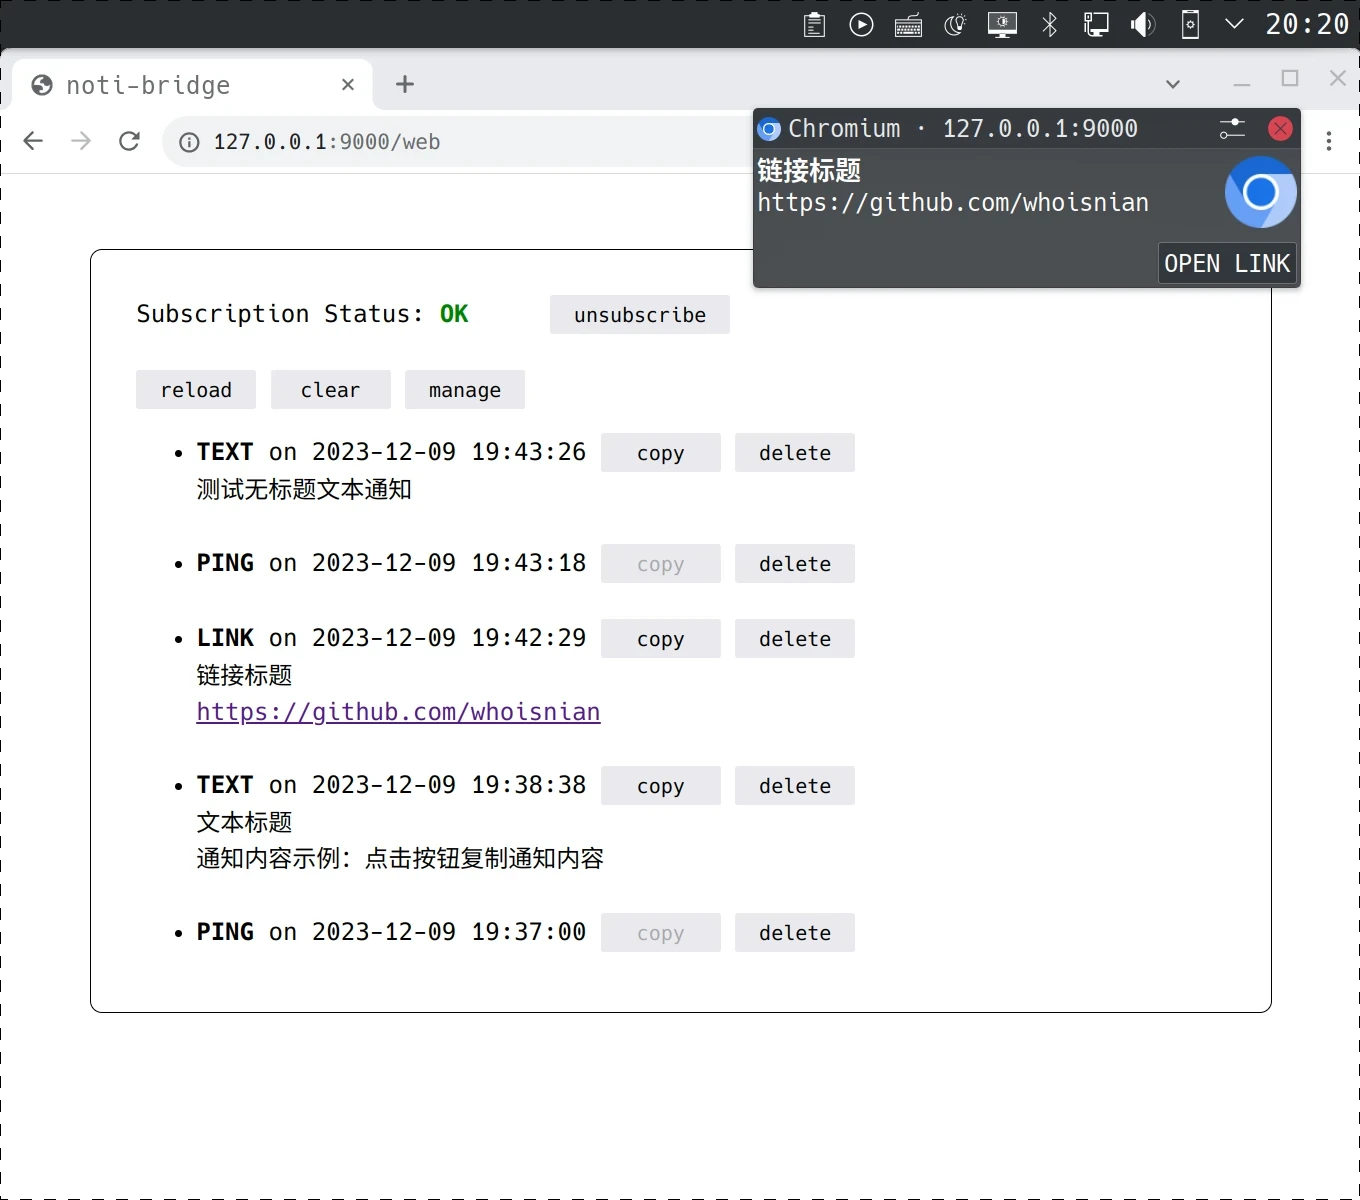 20:20
noti-bridge
127.0.0.1:9000/web
Chromium · 127.0.0.1:9000
链接标题
https://github.com/whoisnian
OPEN LINK
Subscription Status: OK unsubscribe
reload clear manage
TEXT on 2023-12-09 19:43:26 copy delete
测试无标题文本通知
PING on 2023-12-09 19:43:18 copy delete
LINK on 2023-12-09 19:42:29 copy delete
链接标题
https://github.com/whoisnian
TEXT on 2023-12-09 19:38:38 copy delete
文本标题
通知内容示例：点击按钮复制通知内容
PING on 2023-12-09 19:37:00 copy delete